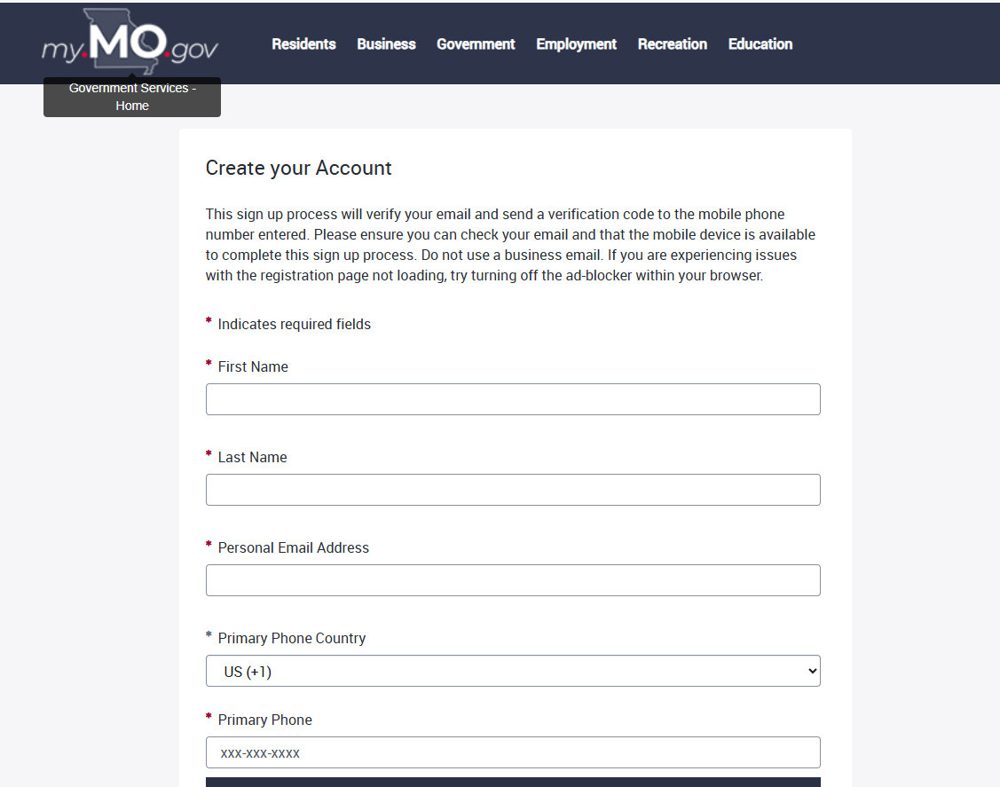 my.MO.gov
Residents Business Government Employment Recreation Education
Government Services -
Home
Create your Account
This sign up process will verify your email and send a verification code to the mobile phone
number entered. Please ensure you can check your email and that the mobile device is available
to complete this sign up process. Do not use a business email. If you are experiencing issues
with the registration page not loading, try turning off the ad-blocker within your browser.
* Indicates required fields
* First Name
* Last Name
* Personal Email Address
* Primary Phone Country
US (+1)
* Primary Phone
xxx-xxx-xxxx